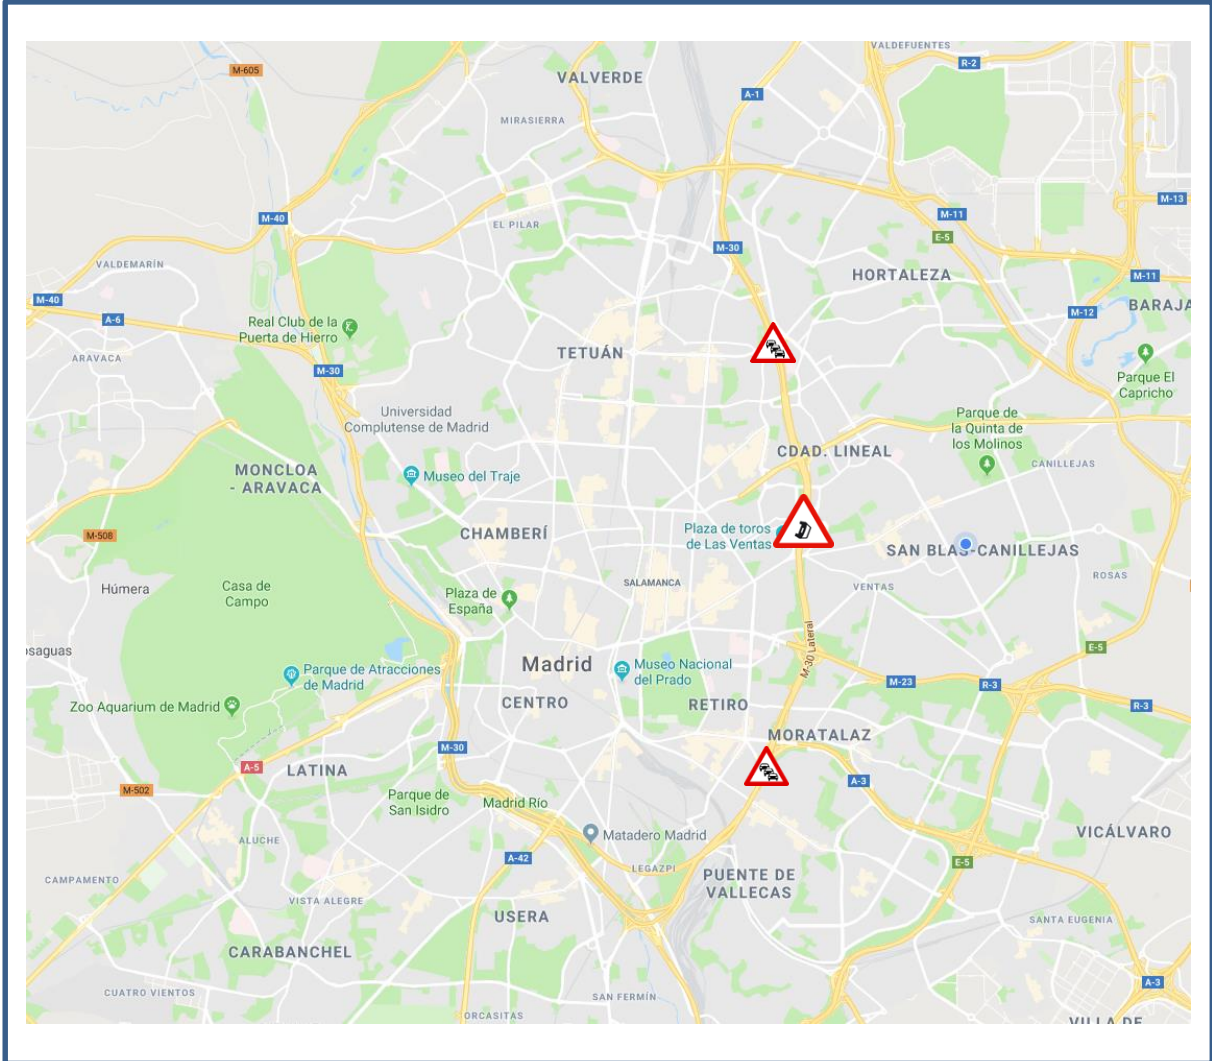 VALDEFUENTES
R-2
M-605
VALVERDE
A-1
MIRASIERRA
M-13
M-40
M-11
EL PILAR
E-5
M-30
VALDEMARÍN
HORTALEZA
M-11
M-40
M-12
BARAJA
A-6
Real Club de la
Puerta de Hierro
ARAVACA
TETUÁN
M-30
Parque El
Capricho
Universidad
Complutense de Madrid
Parque de
la Quinta de
los Molinos
CDAD. LINEAL
CANILLEJAS
MONCLOA
- ARAVACA
Museo del Traje
M-508
CHAMBERÍ
Plaza de toros
de Las Ventas
SAN BLAS-CANILLEJAS
ROSAS
Húmera
Casa de
Campo
SALAMANCA
VENTAS
Plaza de
España
osaguas
M-30 Lateral
E-5
Parque de Atracciones
de Madrid
Madrid
Museo Nacional
del Prado
M-23
R-3
Zoo Aquarium de Madrid
CENTRO
RETIRO
R-3
MORATALAZ
M-30
A-5
LATINA
M-502
A-3
Parque de
San Isidro
Madrid Río
Matadero Madrid
VICÁLVARO
ALUCHE
A-42
LEGAZPI
E-5
CAMPAMENTO
PUENTE DE
VALLECAS
VISTA ALEGRE
USERA
SANTA EUGENIA
CARABANCHEL
A-3
CUATRO VIENTOS
SAN FERMÍN
ORCASITAS
VILLA DE